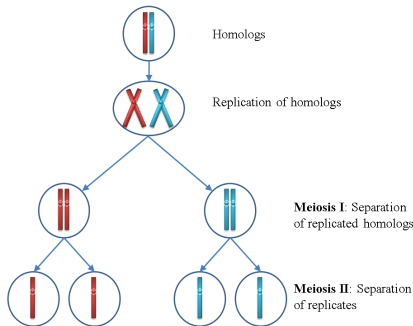 Homologs
Replication of homologs
Meiosis I: Separation
of replicated homologs
Meiosis II: Separation
of replicates